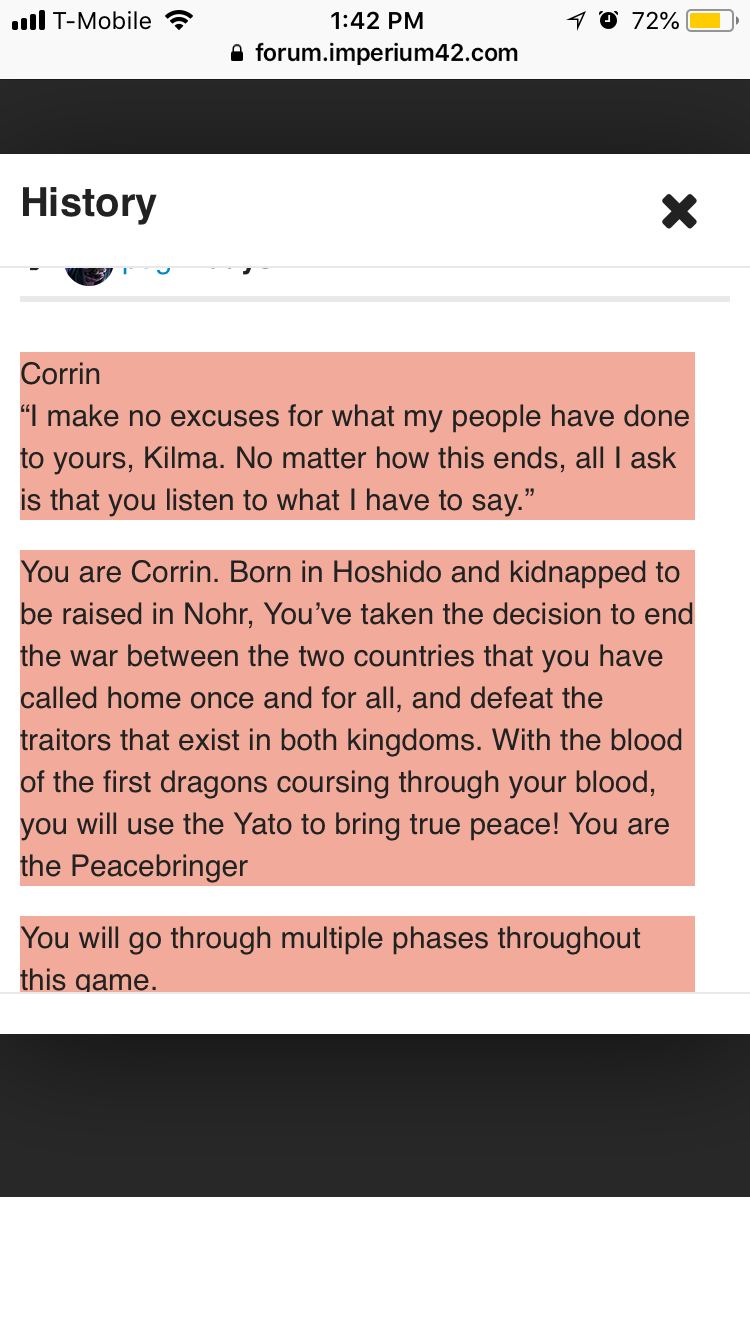 T-Mobile 1:42 PM 72%
forum.imperium42.com
History
Corrin
“I make no excuses for what my people have done
to yours, Kilma. No matter how this ends, all I ask
is that you listen to what I have to say.”
You are Corrin. Born in Hoshido and kidnapped to
be raised in Nohr, You’ve taken the decision to end
the war between the two countries that you have
called home once and for all, and defeat the
traitors that exist in both kingdoms. With the blood
of the first dragons coursing through your blood,
you will use the Yato to bring true peace! You are
the Peacebringer
You will go through multiple phases throughout
this game.